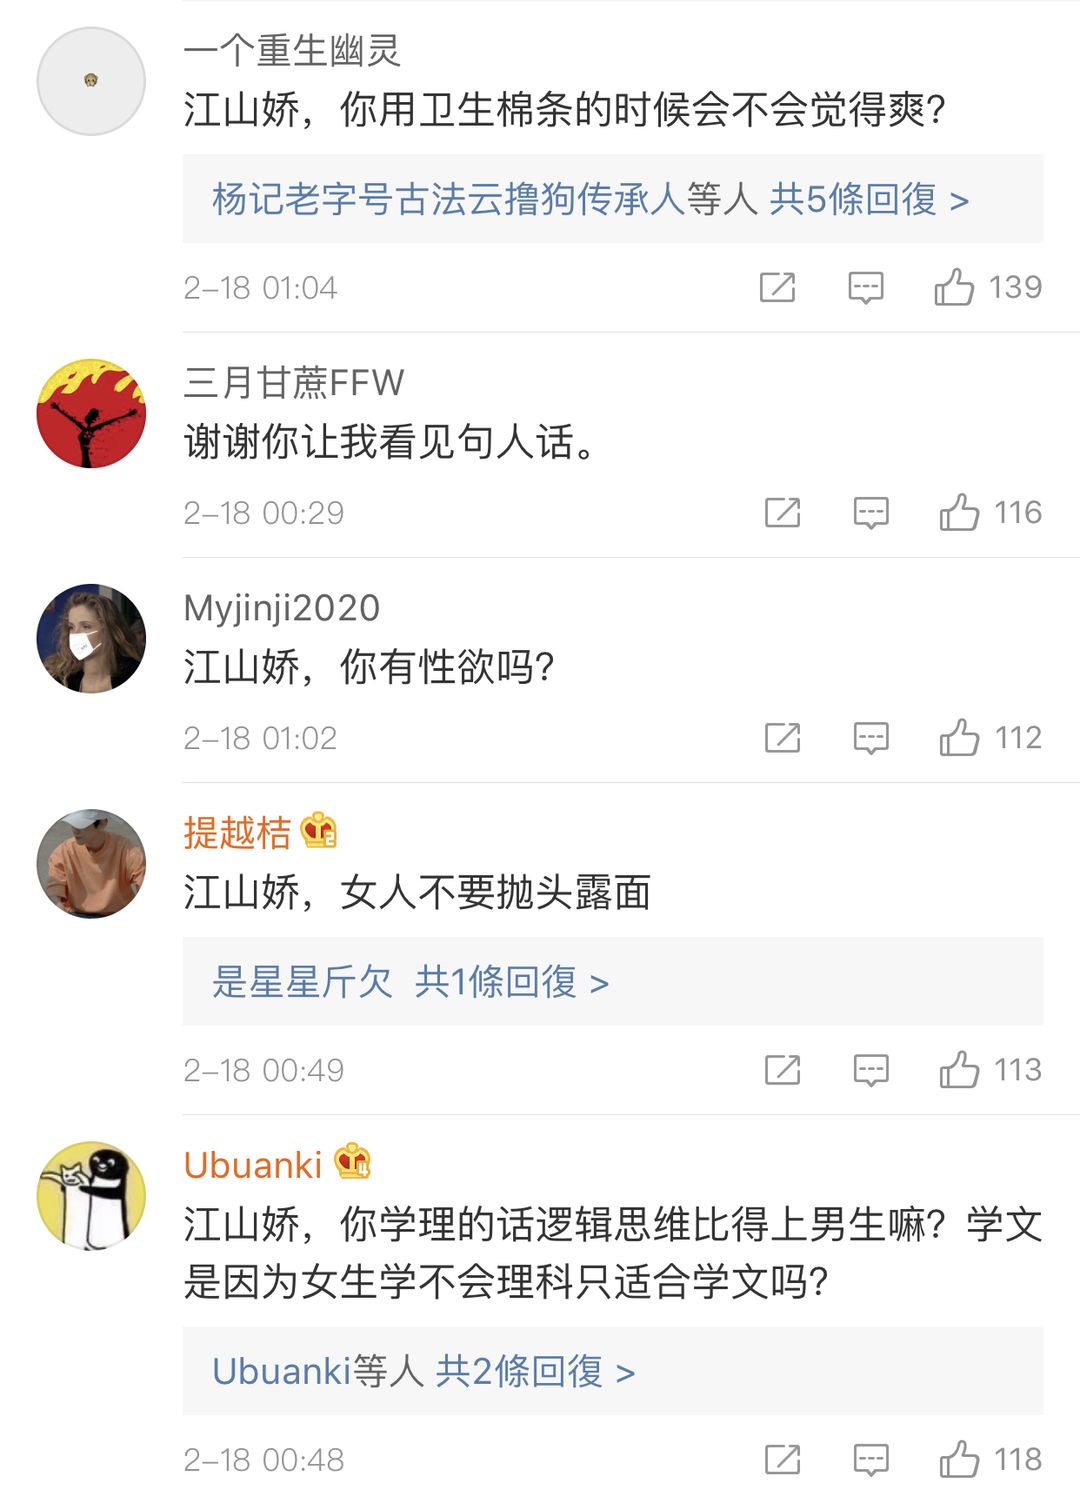 一个重生幽灵
江山娇，你用卫生棉条的时候会不会觉得爽？
杨记老字号古法云撸狗传承人等人 共5條回復 >
2-18 01:04 139
三月甘蔗FFW
谢谢你让我看见句人话。
2-18 00:29 116
Myjinji2020
江山娇，你有性欲吗？
2-18 01:02 112
提越桔 2
江山娇，女人不要抛头露面
是星星斤欠 共1條回復 >
2-18 00:49 113
Ubuanki 4
江山娇，你学理的话逻辑思维比得上男生嘛？学文
是因为女生学不会理科只适合学文吗？
Ubuanki等人 共2條回復 >
2-18 00:48 118